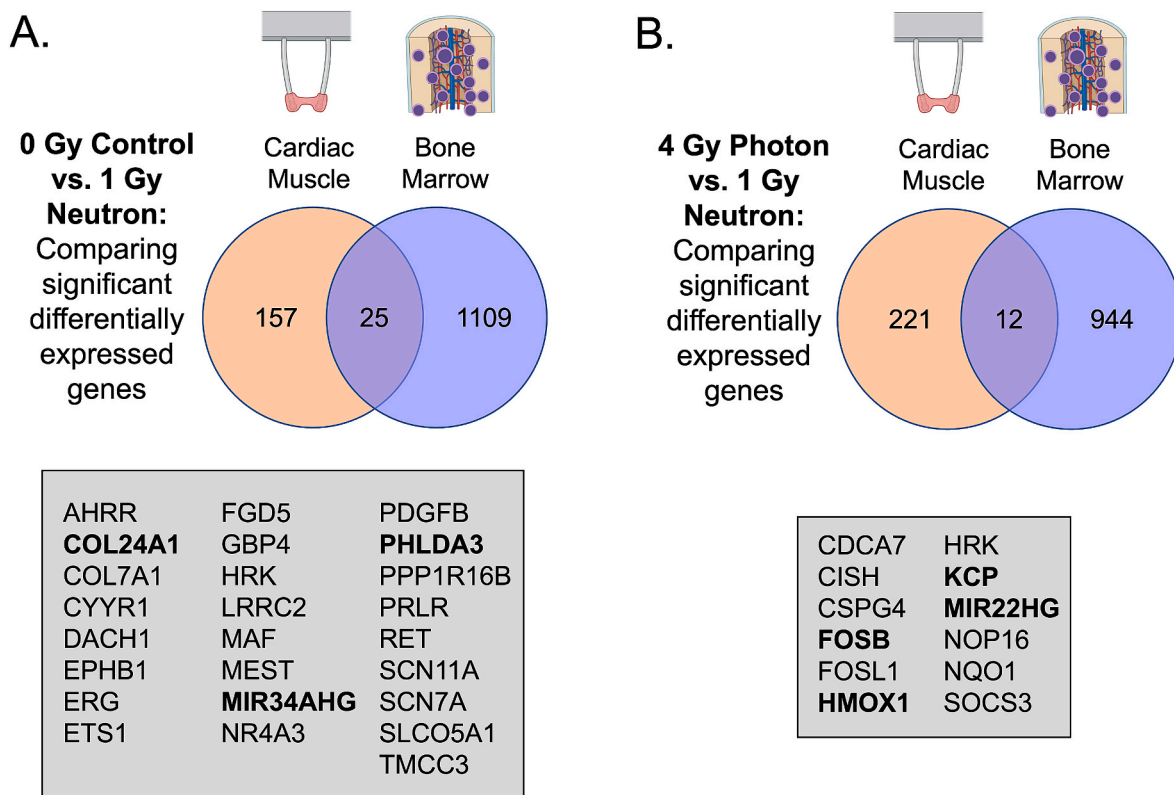 A.
0 Gy Control
vs. 1 Gy
Neutron:
Comparing
significant
differentially
expressed
genes
Cardiac
Muscle
Bone
Marrow
157
25
1109
AHRR
COL24A1
COL7A1
CYYR1
DACH1
EPHB1
ERG
ETS1
FGD5
GBP4
HRK
LRRC2
MAF
MEST
MIR34AHG
NR4A3
PDGFB
PHLDA3
PPP1R16B
PRLR
RET
SCN11A
SCN7A
SLCO5A1
TMCC3
B.
4 Gy Photon
vs. 1 Gy
Neutron:
Comparing
significant
differentially
expressed
genes
Cardiac
Muscle
Bone
Marrow
221
12
944
CDCA7
CISH
CSPG4
FOSB
FOSL1
HMOX1
HRK
KCP
MIR22HG
NOP16
NQO1
SOCS3